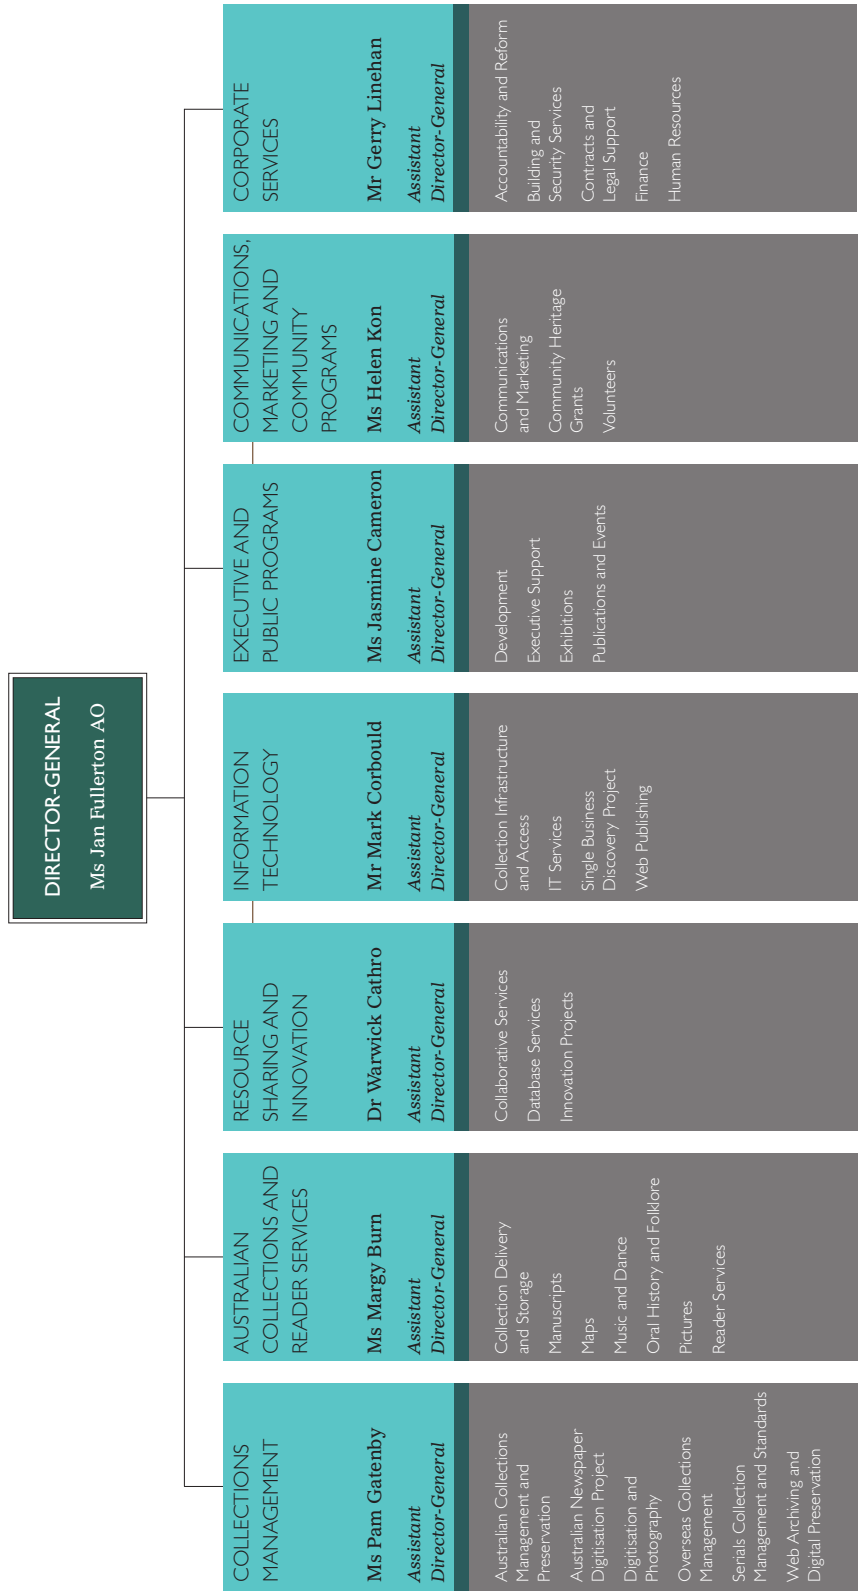 DIRECTOR-GENERAL
Ms Jan Fullerton AO
COLLECTIONS
MANAGEMENT
Ms Pam Gatenby
Assistant
Director-General
Australian Collections
Management and
Preservation
Australian Newspaper
Digitisation Project
Digitisation and
Photography
Overseas Collections
Management
Serials Collection
Management and Standards
Web Archiving and
Digital Preservation
AUSTRALIAN
COLLECTIONS AND
READER SERVICES
Ms Margy Burn
Assistant
Director-General
Collection Delivery
and Storage
Manuscripts
Maps
Music and Dance
Oral History and Folklore
Pictures
Reader Services
RESOURCE
SHARING AND
INNOVATION
Dr Warwick Cathro
Assistant
Director-General
Collaborative Services
Database Services
Innovation Projects
INFORMATION
TECHNOLOGY
Mr Mark Corbould
Assistant
Director-General
Collection Infrastructure
and Access
IT Services
Single Business
Discovery Project
Web Publishing
EXECUTIVE AND
PUBLIC PROGRAMS
Ms Jasmine Cameron
Assistant
Director-General
Development
Executive Support
Exhibitions
Publications and Events
COMMUNICATIONS,
MARKETING AND
COMMUNITY
PROGRAMS
Ms Helen Kon
Assistant
Director-General
Communications
and Marketing
Community Heritage
Grants
Volunteers
CORPORATE
SERVICES
Mr Gerry Linehan
Assistant
Director-General
Accountability and Reform
Building and
Security Services
Contracts and
Legal Support
Finance
Human Resources